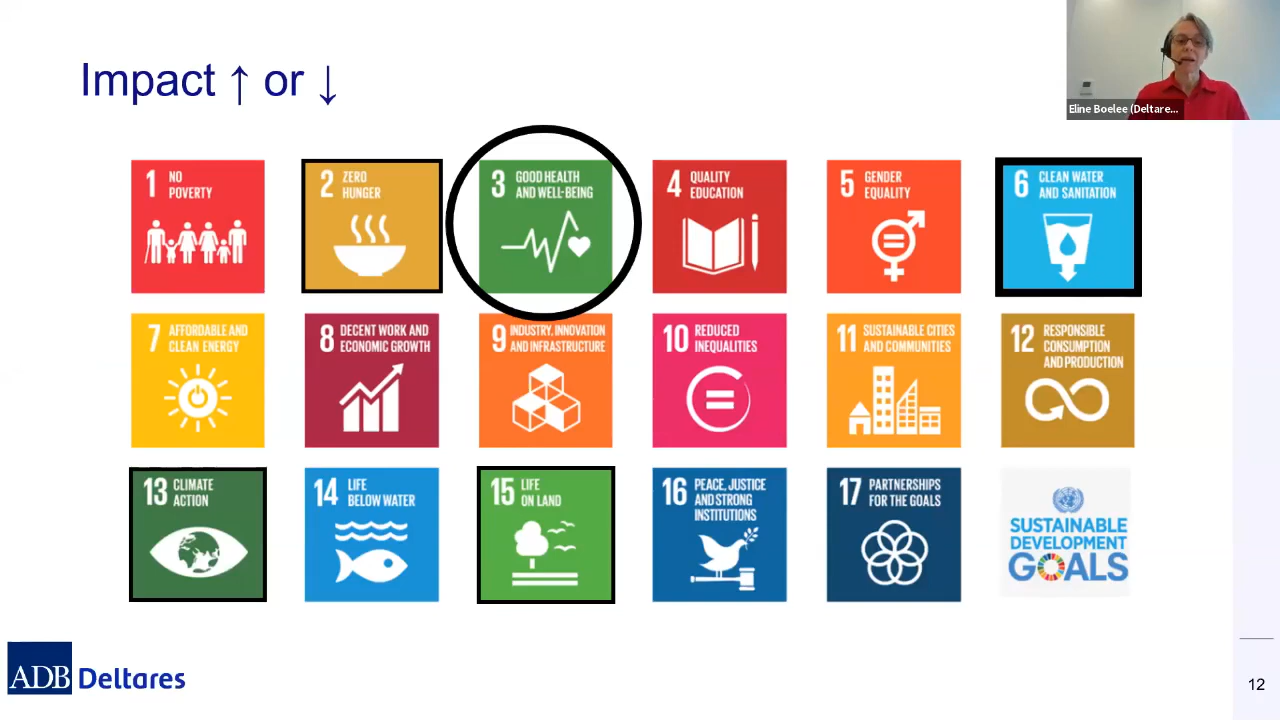 Impact ↑ or ↓
Eline Boelee (Deltare...
1 NO
POVERTY
2 ZERO
HUNGER
3 GOOD HEALTH
AND WELL-BEING
4 QUALITY
EDUCATION
5 GENDER
EQUALITY
6 CLEAN WATER
AND SANITATION
7 AFFORDABLE AND
CLEAN ENERGY
8 DECENT WORK AND
ECONOMIC GROWTH
9 INDUSTRY, INNOVATION
AND INFRASTRUCTURE
10 REDUCED
INEQUALITIES
11 SUSTAINABLE CITIES
AND COMMUNITIES
12 RESPONSIBLE
CONSUMPTION
AND PRODUCTION
13 CLIMATE
ACTION
14 LIFE
BELOW WATER
15 LIFE
ON LAND
16 PEACE, JUSTICE
AND STRONG
INSTITUTIONS
17 PARTNERSHIPS
FOR THE GOALS
SUSTAINABLE
DEVELOPMENT
GOALS
ADB Deltares
12